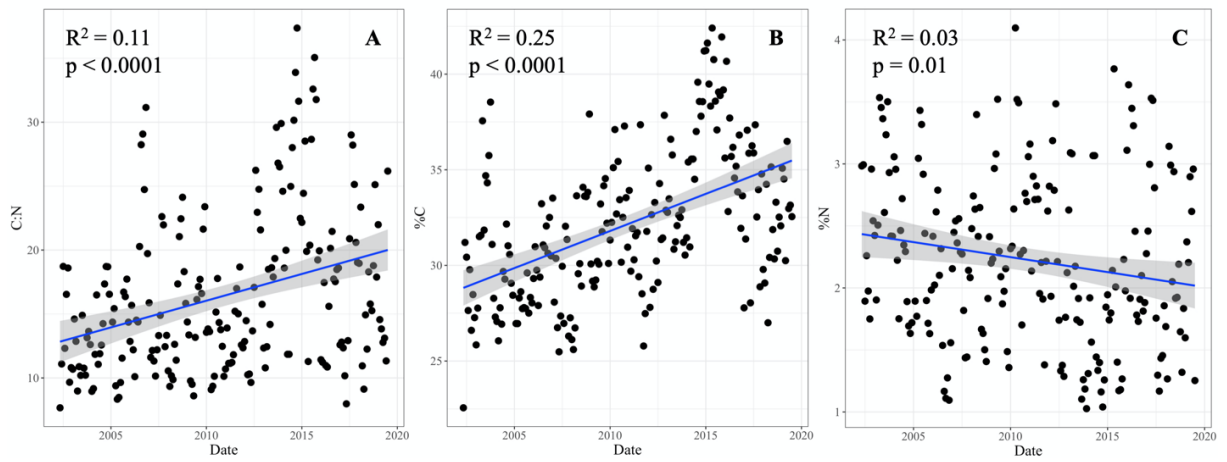 R² = 0.11
p < 0.0001
A
30
20
10
C:N
2005
2010
2015
2020
Date
R² = 0.25
p < 0.0001
B
40
35
30
25
%C
2005
2010
2015
2020
Date
R² = 0.03
p = 0.01
C
4
3
2
1
%N
2005
2010
2015
2020
Date